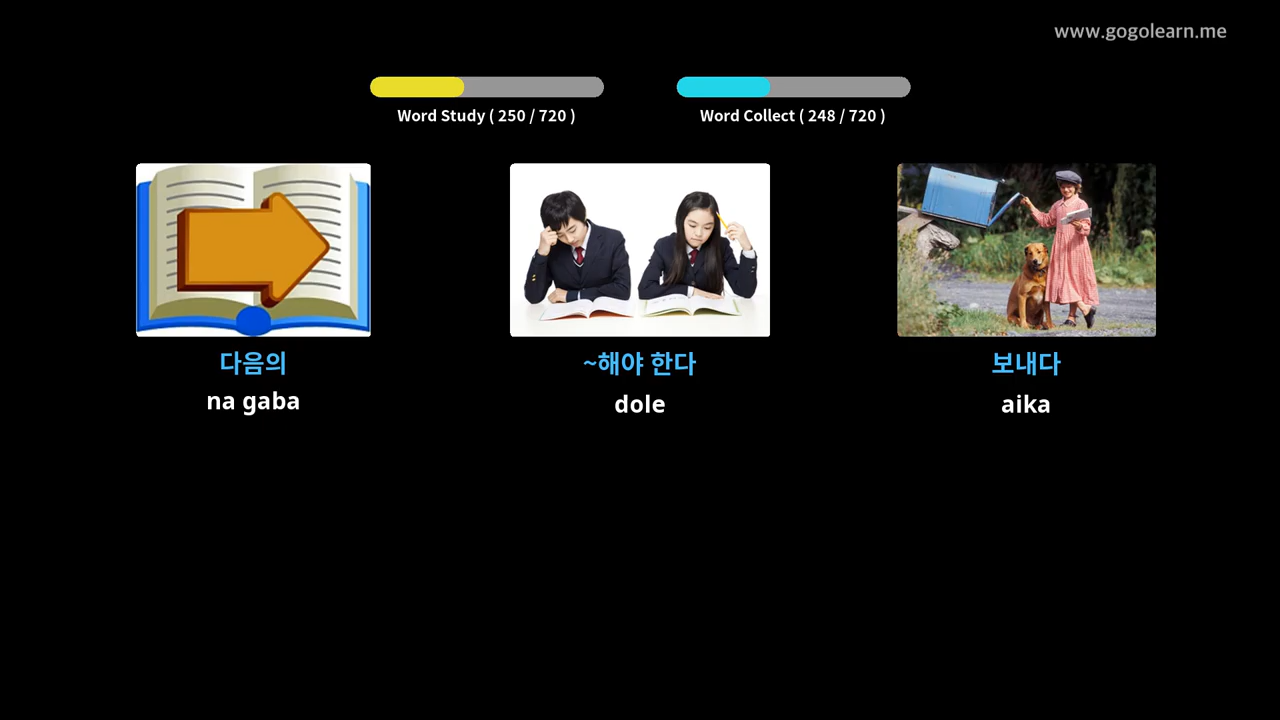 www.gogolearn.me
Word Study ( 250 / 720 )
Word Collect ( 248 / 720 )
다음의
~해야 한다
보내다
na gaba
dole
aika